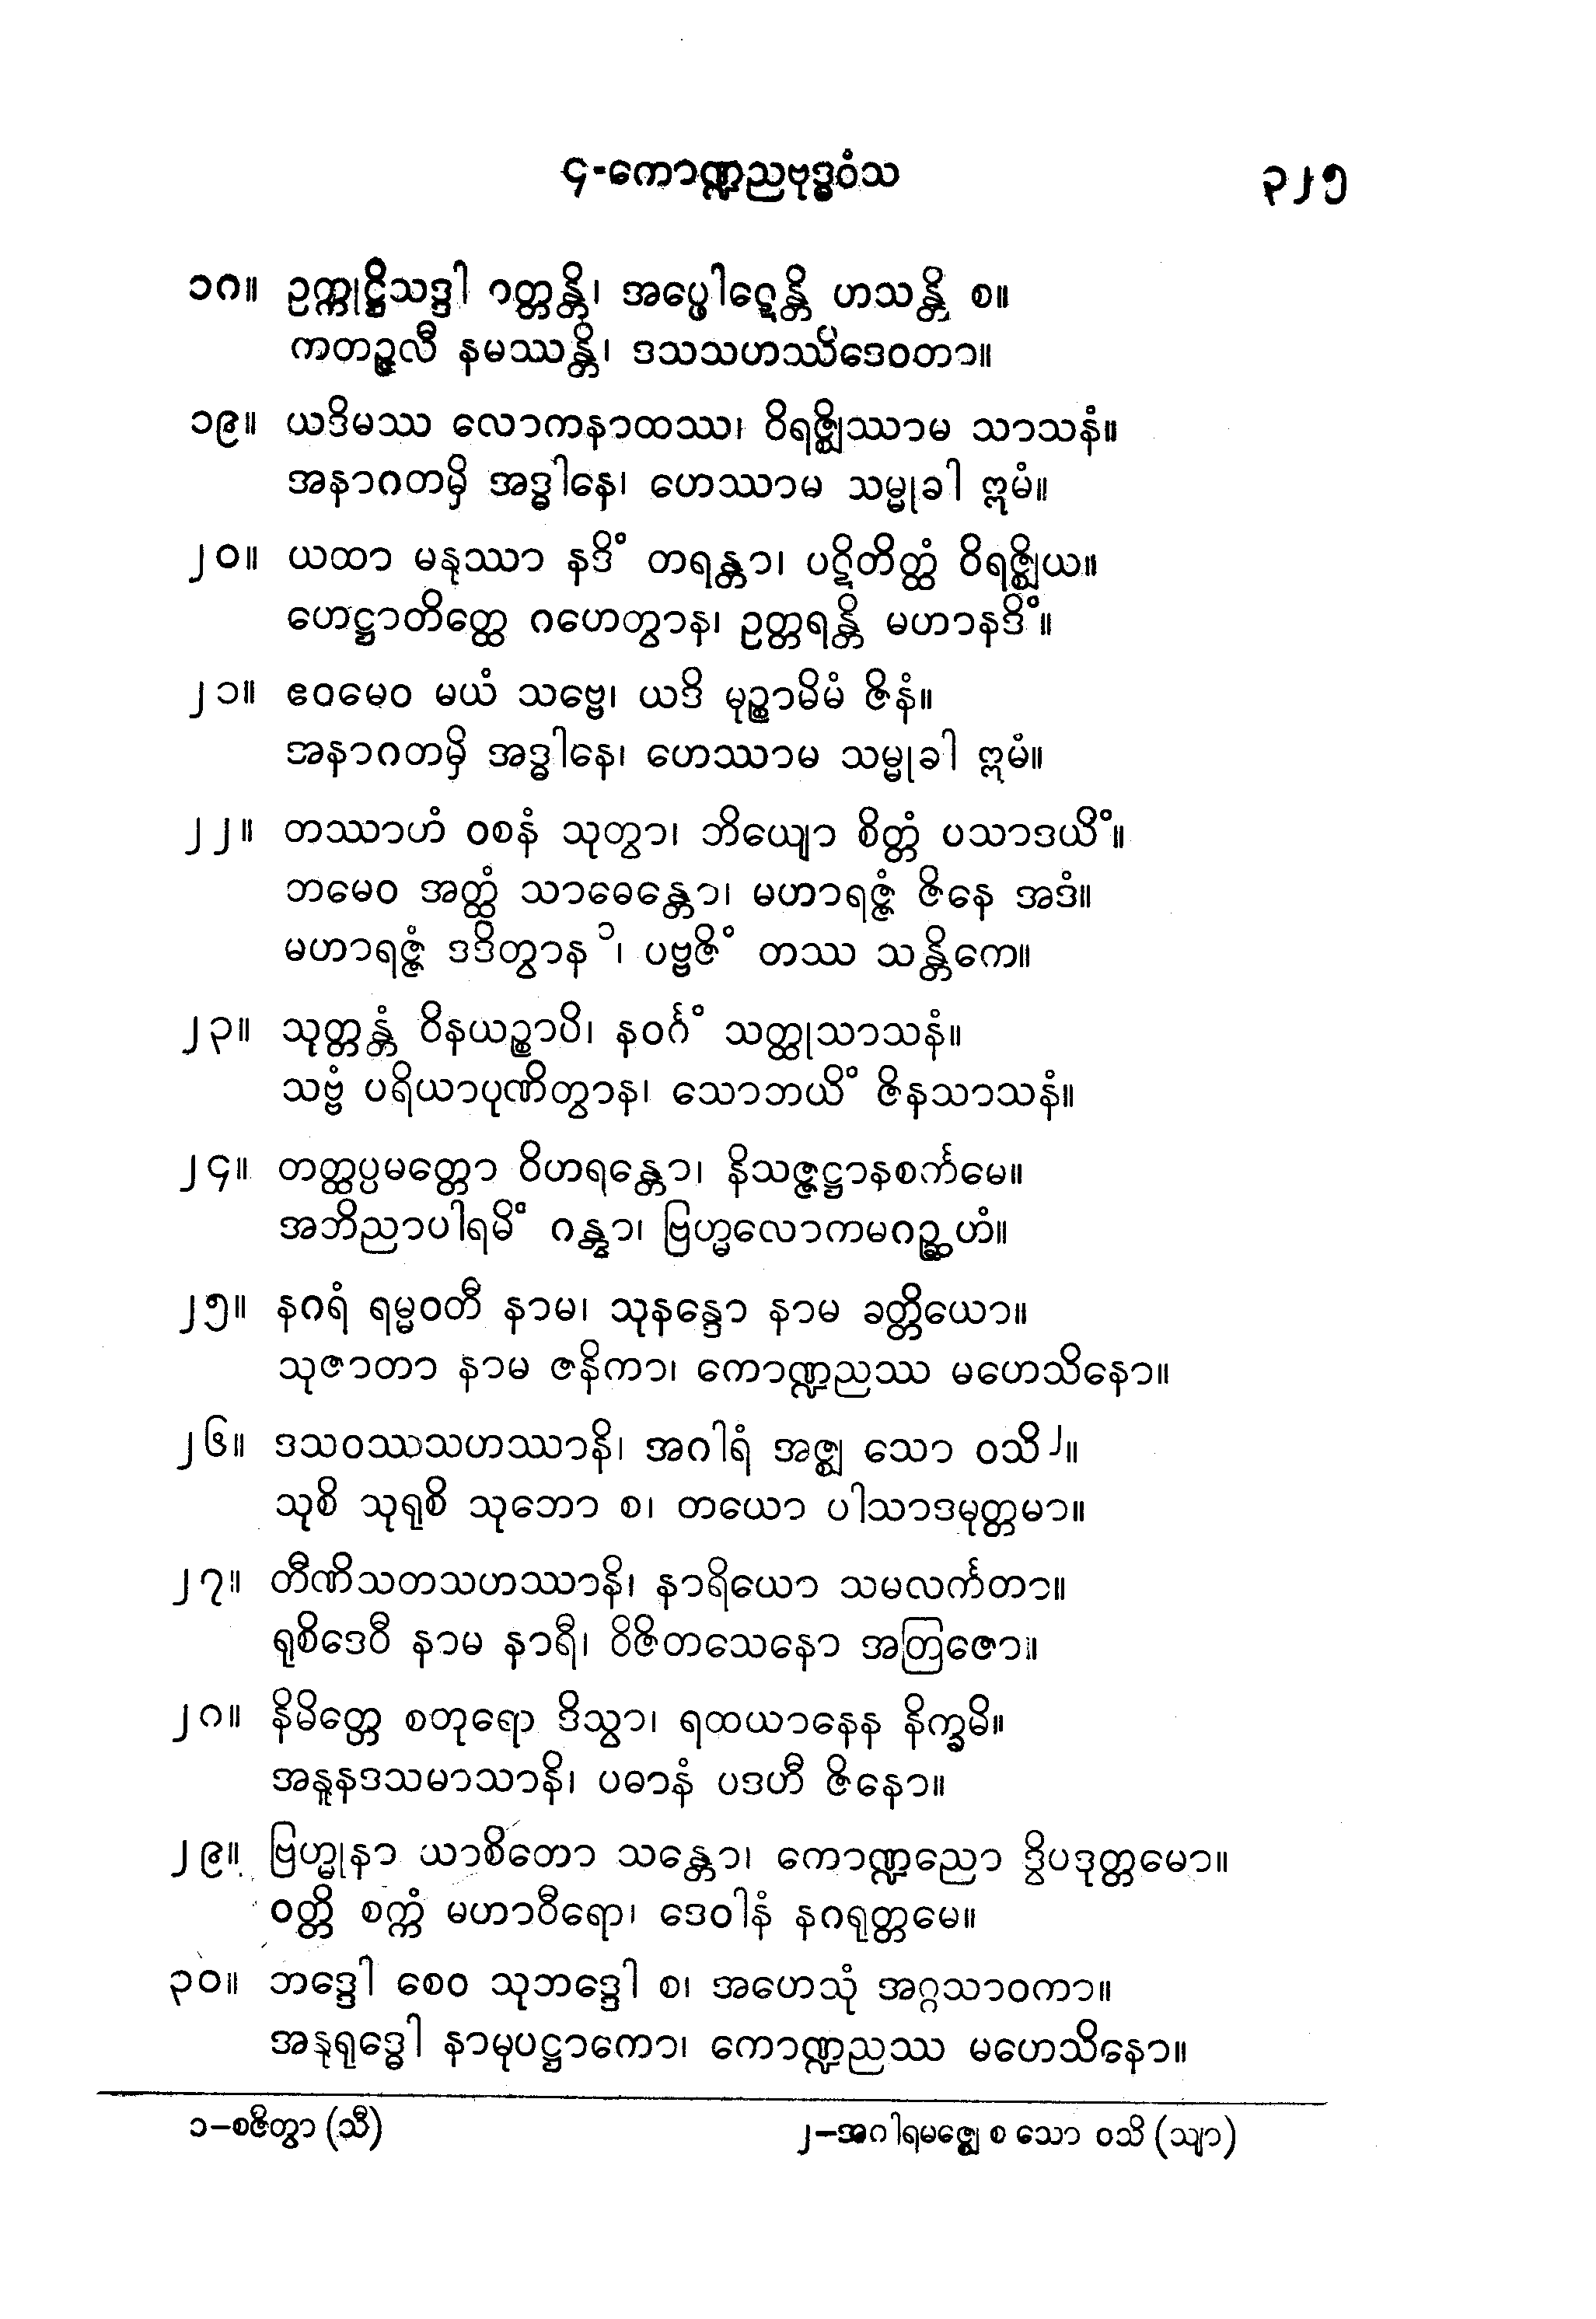 ၄-ကောဏ္ဍညဗုဒ္ဓဝံသ ၃၂၅
၁၈။ ဥက္ကုဋ္ဌိသဒ္ဒါ ဝတ္တန္တိ၊ အပ္ဖေါဋေန္တိ ဟသန္တိ စ။
ကတဉ္ဇလီ နမဿန္တိ၊ ဒသသဟဿိဒေဝတာ။
၁၉။ ယဒိမဿ လောကနာထဿ၊ ဝိရဇ္ဈိဿာမ သာသနံ။
အနာဂတမှိ အဒ္ဓါနေ၊ ဟေဿာမ သမ္မုခါ ဣမံ။
၂၀။ ယထာ မနုဿာ နဒိံ တရန္တာ၊ ပဋိတိတ္ထံ ဝိရဇ္ဈိယ။
ဟေဋ္ဌာတိတ္ထေ ဂဟေတွာန၊ ဥတ္တရန္တိ မဟာနဒိံ။
၂၁။ ဧဝမေဝ မယံ သဗ္ဗေ၊ ယဒိ မုဉ္စာမိမံ ဇိနံ။
အနာဂတမှိ အဒ္ဓါနေ၊ ဟေဿာမ သမ္မုခါ ဣမံ။
၂၂။ တဿာဟံ ဝစနံ သုတွာ၊ ဘိယျော စိတ္တံ ပသာဒယိံ။
တမေဝ အတ္ထံ သာဓေန္တော၊ မဟာရဇ္ဇံ ဇိနေ အဒံ။
မဟာရဇ္ဇံ ဒဒိတွာန ၁၊ ပဗ္ဗဇိံ တဿ သန္တိကေ။
၂၃။ သုတ္တန္တံ ဝိနယဉ္စာပိ၊ နဝင်္ဂံ သတ္ထုသာသနံ။
သဗ္ဗံ ပရိယာပုဏိတွာန၊ သောဘယိံ ဇိနသာသနံ။
၂၄။ တတ္ထပ္ပမတ္တော ဝိဟရန္တော၊ နိသဇ္ဇဋ္ဌာနစင်္ကမေ။
အဘိညာပါရမိံ ဂန္တွာ၊ ဗြဟ္မလောကမဂဉ္ဆဟံ။
၂၅။ နဂရံ ရမ္မဝတီ နာမ၊ သုနန္ဒော နာမ ခတ္တိယော။
သုဇာတာ နာမ ဇနိကာ၊ ကောဏ္ဍညဿ မဟေသိနော။
၂၆။ ဒသဝဿသဟဿာနိ၊ အဂါရံ အဇ္ဈ သော ဝသိ ၂။
သုစိ သုရုစိ သုဘော စ၊ တယော ပါသာဒမုတ္တမာ။
၂၇။ တီဏိသတသဟဿာနိ၊ နာရိယော သမလင်္ကတာ။
ရုစိဒေဝီ နာမ နာရီ၊ ဝိဇိတသေနော အတြဇော။
၂၈။ နိမိတ္တေ စတုရော ဒိသွာ၊ ရထယာနေန နိက္ခမိ။
အနူနဒသမာသာနိ၊ ပဓာနံ ပဒဟီ ဇိနော။
၂၉။ ဗြဟ္မုနာ ယာစိတော သန္တော၊ ကောဏ္ဍညော ဒွိပဒုတ္တမော။
ဝတ္တိ စက္ကံ မဟာဝီရော၊ ဒေဝါနံ နဂရုတ္တမေ။
၃၀။ ဘဒ္ဒေါ စေဝ သုဘဒ္ဒေါ စ၊ အဟေသုံ အဂ္ဂသာဝကာ။
အနုရုဒ္ဓေါ နာမုပဋ္ဌာကော၊ ကောဏ္ဍညဿ မဟေသိနော။
၁–စဇိတွာ (သီ) ၂–အဂါရမဇ္ဈေ စ သော ဝသိ (သျာ)